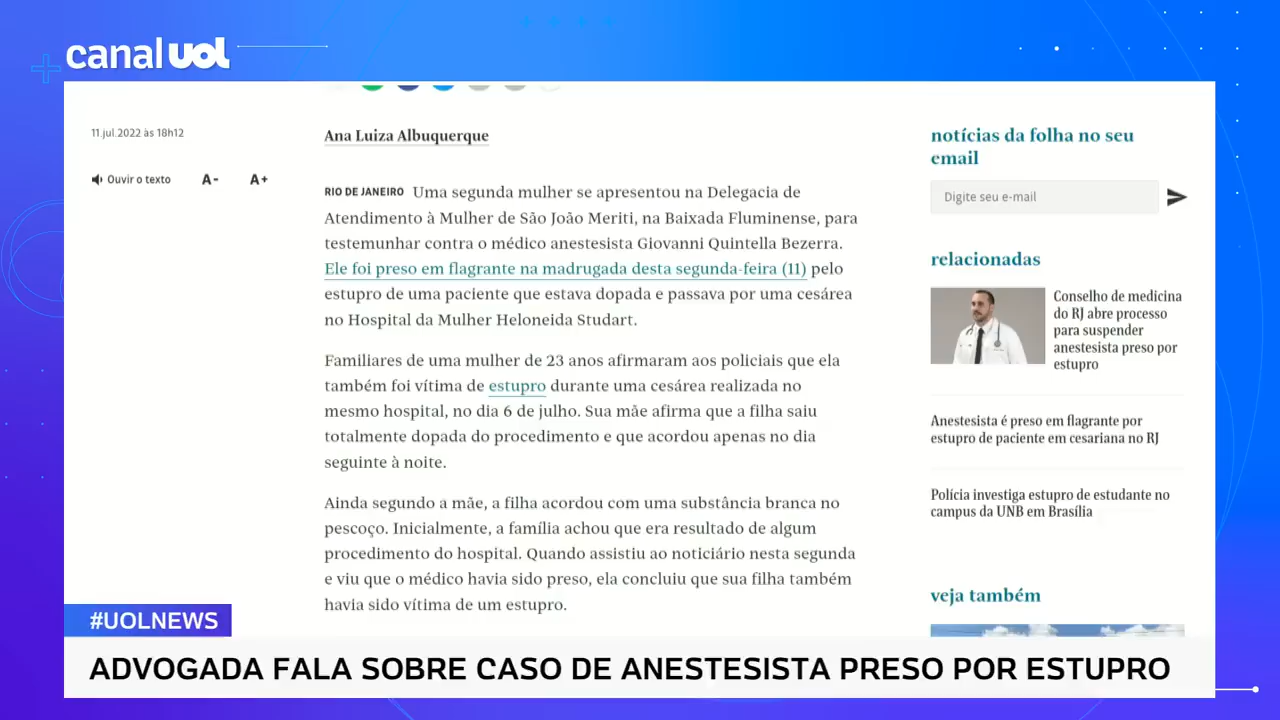 canal uol
11.jul.2022 às 18h12
Ouvir o texto
A-
A+
Ana Luiza Albuquerque
RIO DE JANEIRO Uma segunda mulher se apresentou na Delegacia de
Atendimento à Mulher de São João Meriti, na Baixada Fluminense, para
testemunhar contra o médico anestesista Giovanni Quintella Bezerra.
Ele foi preso em flagrante na madrugada desta segunda-feira (11) pelo
estupro de uma paciente que estava dopada e passava por uma cesárea
no Hospital da Mulher Heloneida Studart.
Familiares de uma mulher de 23 anos afirmaram aos policiais que ela
também foi vítima de estupro durante uma cesárea realizada no
mesmo hospital, no dia 6 de julho. Sua mãe afirma que a filha saiu
totalmente dopada do procedimento e que acordou apenas no dia
seguinte à noite.
Ainda segundo a mãe, a filha acordou com uma substância branca no
pescoço. Inicialmente, a família achou que era resultado de algum
procedimento do hospital. Quando assistiu ao noticiário nesta segunda
e viu que o médico havia sido preso, ela concluiu que sua filha também
havia sido vítima de um estupro.
notícias da folha no seu
email
Digite seu e-mail
relacionadas
Conselho de medicina
do RJ abre processo
para suspender
anestesista preso por
estupro
Anestesista é preso em flagrante por
estupro de paciente em cesariana no RJ
Polícia investiga estupro de estudante no
campus da UNB em Brasília
veja também
#UOLNEWS
ADVOGADA FALA SOBRE CASO DE ANESTESISTA PRESO POR ESTUPRO